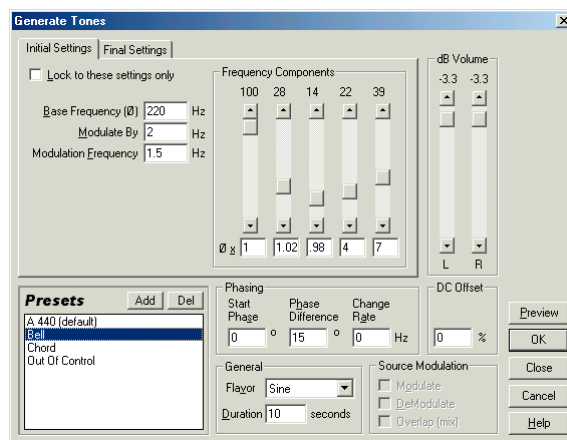 Generate Tones
Initial Settings Final Settings
Lock to these settings only
Base Frequency (Ø) 220 Hz
Modulate By 2 Hz
Modulation Frequency 1.5 Hz
Frequency Components
100 28 14 22 39
Ø x 1 1.02 .98 4 7
dB Volume
-3.3 -3.3
L R
Presets Add Del
A 440 (default)
Bell
Chord
Out Of Control
Phasing
Start Phase Phase Difference Change Rate
0 ° 15 ° 0 Hz
DC Offset
0 %
General
Flavor Sine
Duration 10 seconds
Source Modulation
Modulate
DeModulate
Overlap (mix)
Preview
OK
Close
Cancel
Help